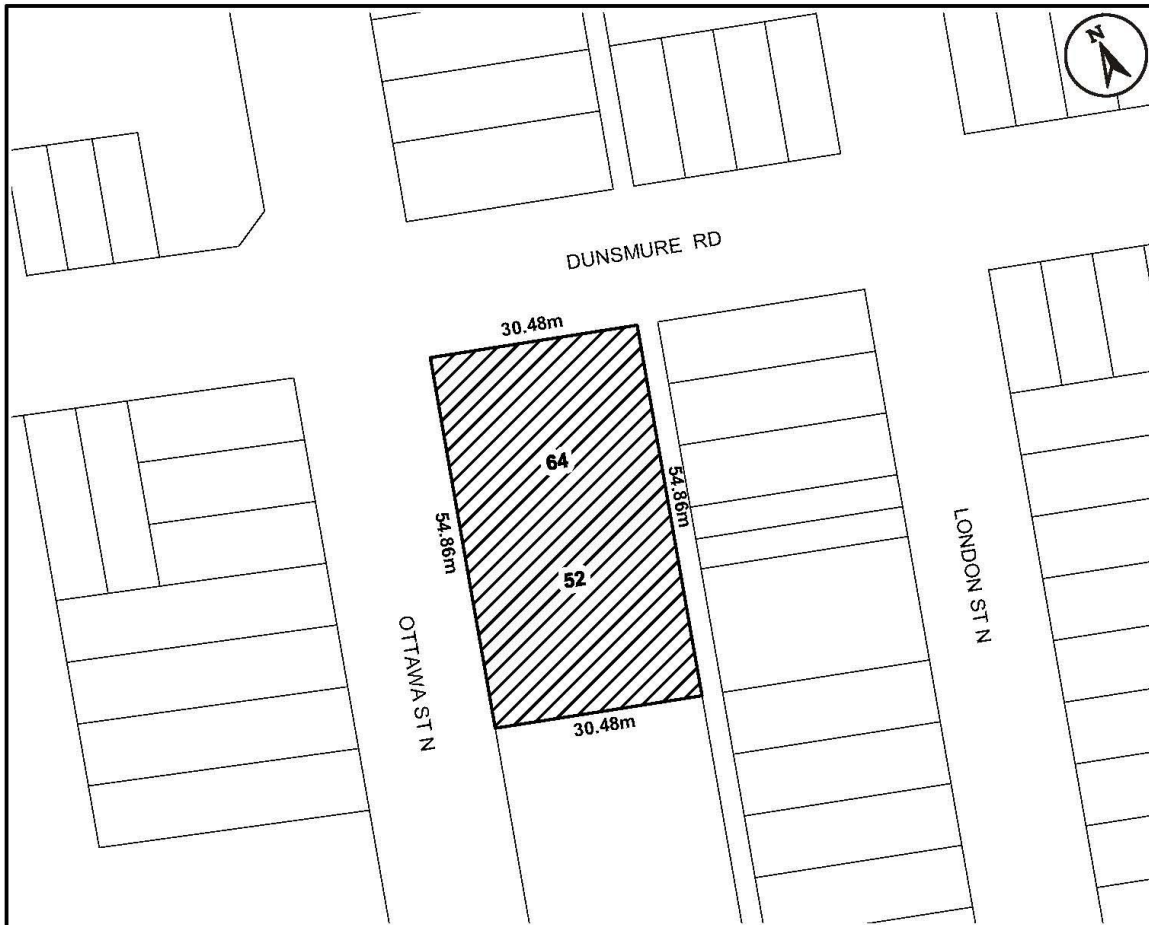 N
DUNSMURE RD
30.48m
64
54.86m
54.86m
52
LONDON ST N
OTTAWA ST N
30.48m